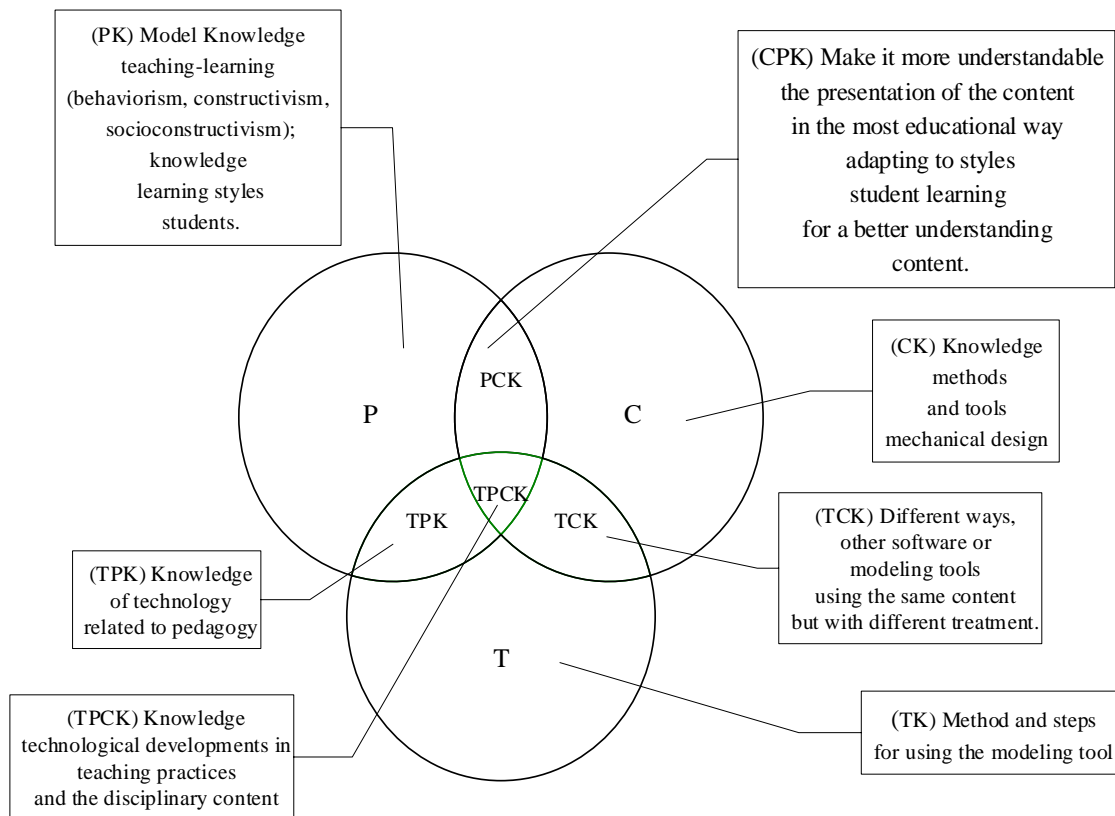 (PK) Model Knowledge
teaching-learning
(behaviorism, constructivism,
socioconstructivism);
knowledge
learning styles
students.
(CPK) Make it more understandable
the presentation of the content
in the most educational way
adapting to styles
student learning
for a better understanding
content.
(CK) Knowledge
methods
and tools
mechanical design
PCK
P
C
TPCK
TPK
TCK
(TCK) Different ways,
other software or
modeling tools
using the same content
but with different treatment.
(TPK) Knowledge
of technology
related to pedagogy
T
(TPCK) Knowledge
technological developments in
teaching practices
and the disciplinary content
(TK) Method and steps
for using the modeling tool